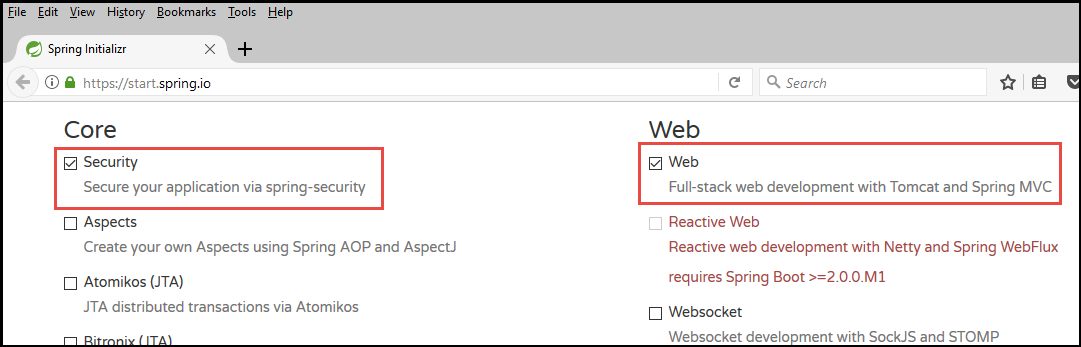 File Edit View History Bookmarks Tools Help
Spring Initializr
https://start.spring.io
Search
Core
Security
Secure your application via spring-security
Aspects
Create your own Aspects using Spring AOP and AspectJ
Atomikos (JTA)
JTA distributed transactions via Atomikos
Bitronix (JTA)
Web
Web
Full-stack web development with Tomcat and Spring MVC
Reactive Web
Reactive web development with Netty and Spring WebFlux
requires Spring Boot >=2.0.0.M1
Websocket
Websocket development with SockJS and STOMP